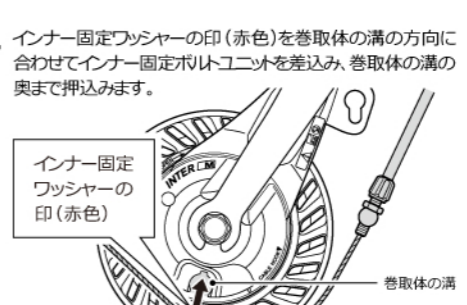 インナー固定ワッシャーの印(赤色)を巻取体の溝の方向に
合わせてインナー固定ボルトユニットを差込み、巻取体の溝の
奥まで押込みます。
インナー固定
ワッシャーの
印(赤色)
INTER M
巻取体の溝